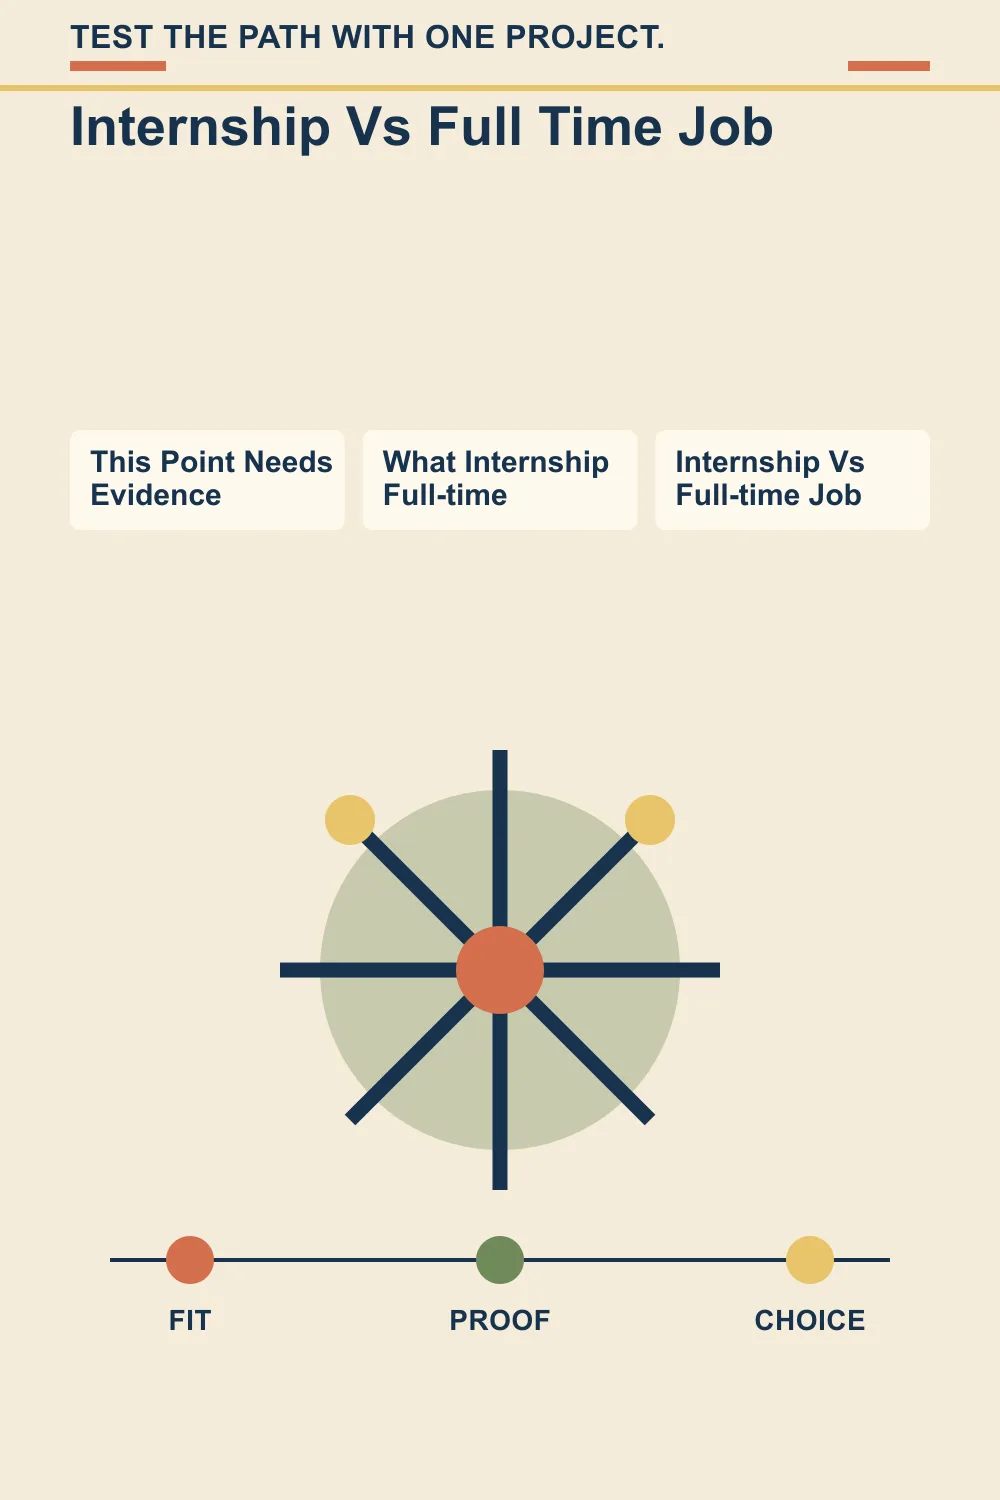 TEST THE PATH WITH ONE PROJECT.
Internship Vs Full Time Job
This Point Needs
Evidence
What Internship
Full-time
Internship Vs
Full-time Job
FIT
PROOF
CHOICE